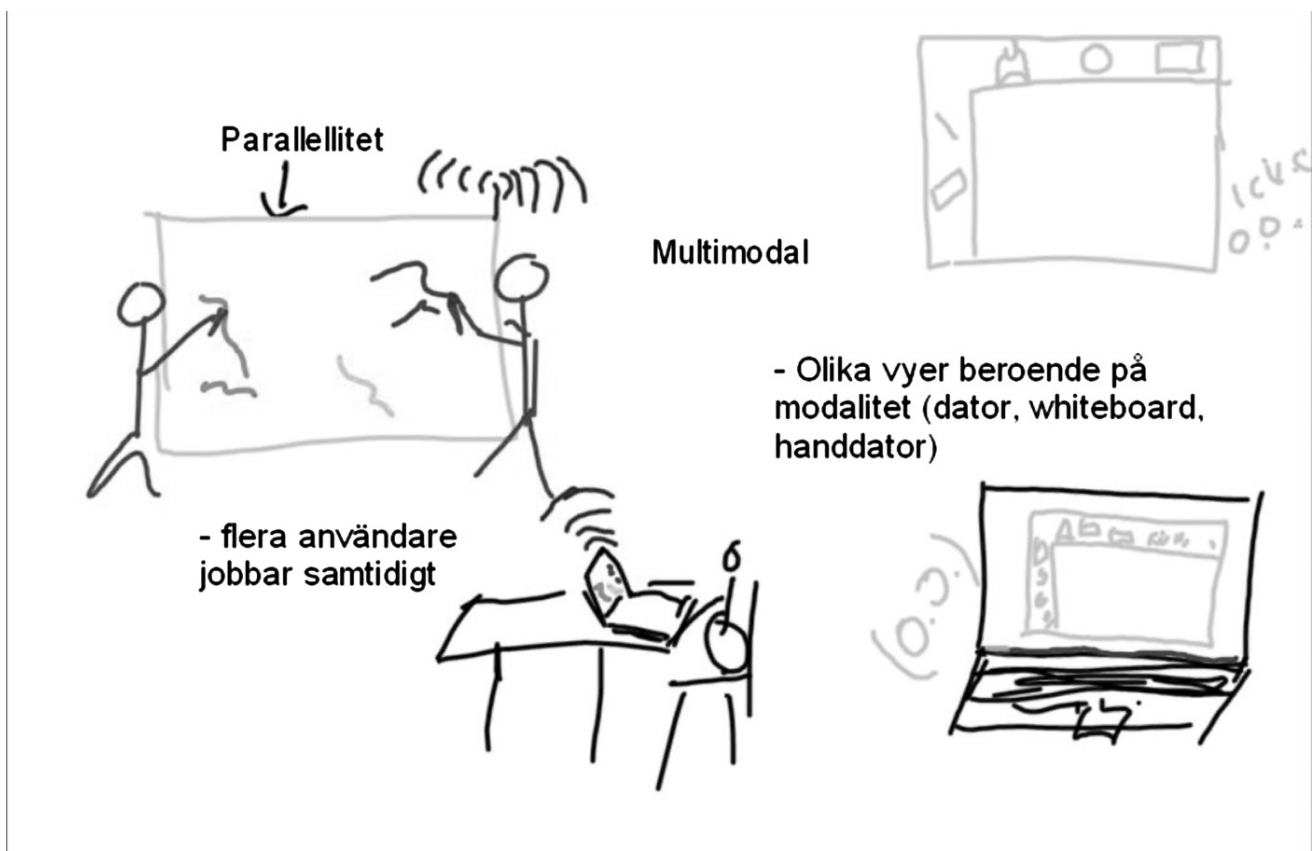 Parallellitet
Multimodal
- Olika vyer beroende på
modalitet (dator, whiteboard,
handdator)
- flera användare
jobbar samtidigt